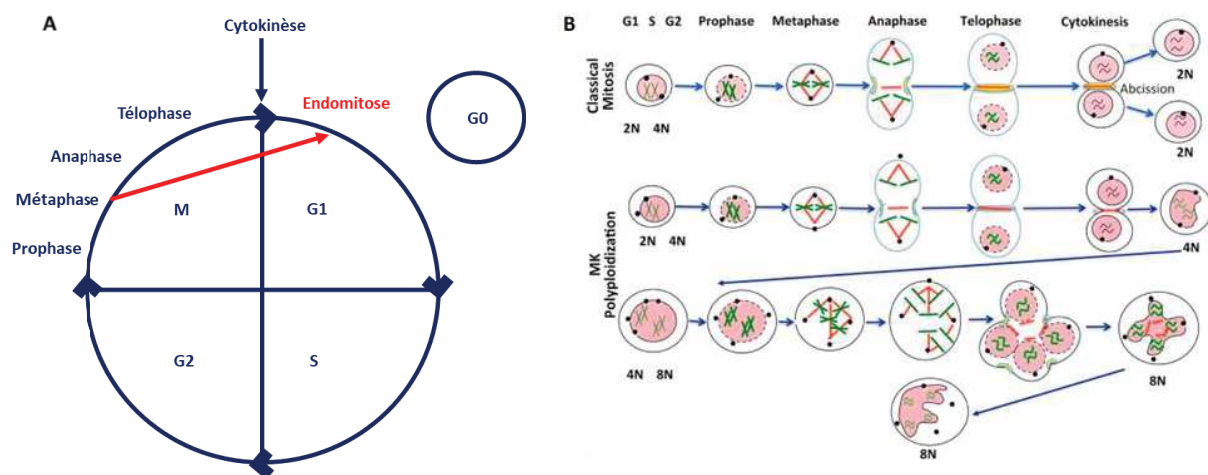 A
Cytokinèse
Endomitose
G0
Télophase
Anaphase
Métaphase
Prophase
M
G1
G2
S
B
G1 S G2 Prophase Metaphase Anaphase Telophase Cytokinesis
Classical
Mitosis
2N 4N
Abcission
2N
2N
MK
Polyploidization
2N 4N
4N
4N 8N
8N
8N